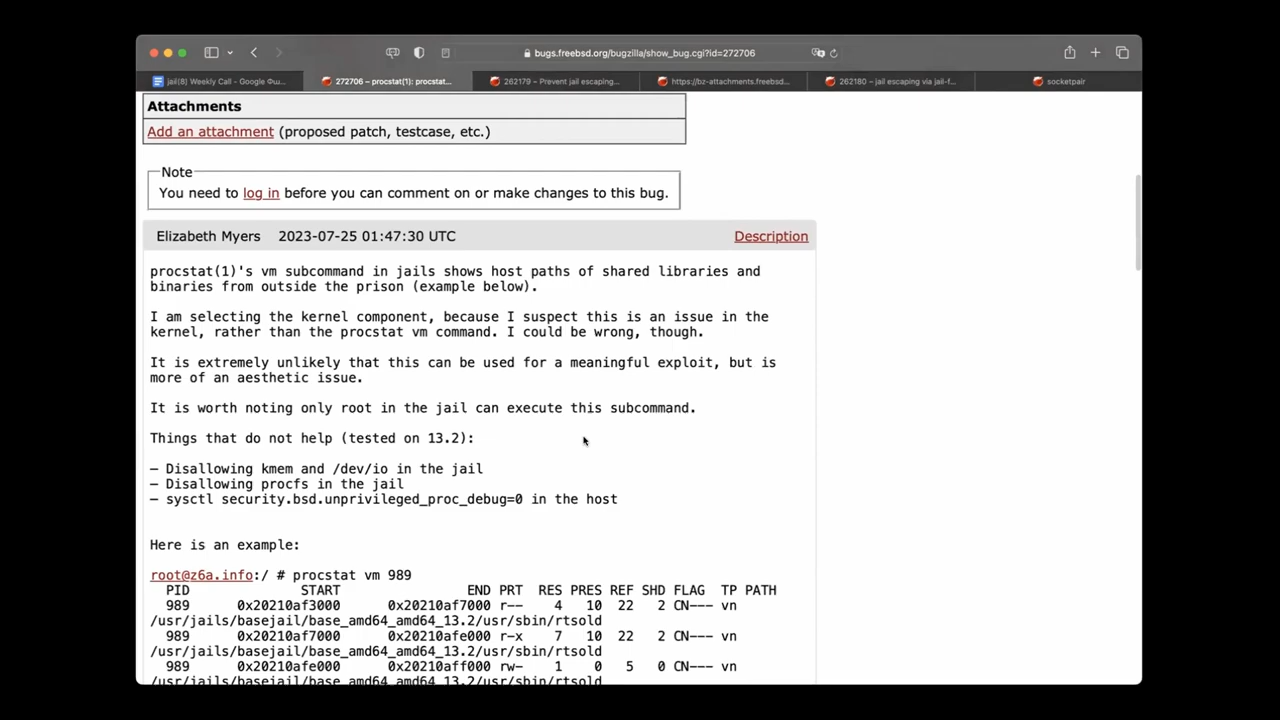 bugs.freebsd.org/bugzilla/show_bug.cgi?id=272706
jail(8) Weekly Call - Google Фш...
272706 – procstat(1): procstat...
262179 – Prevent jail escaping...
https://bz-attachments.freebsd...
262180 – jail escaping via jail-f...
socketpair
Attachments
Add an attachment (proposed patch, testcase, etc.)
Note
You need to log in before you can comment on or make changes to this bug.
Elizabeth Myers 2023-07-25 01:47:30 UTC Description
procstat(1)'s vm subcommand in jails shows host paths of shared libraries and
binaries from outside the prison (example below).
I am selecting the kernel component, because I suspect this is an issue in the
kernel, rather than the procstat vm command. I could be wrong, though.
It is extremely unlikely that this can be used for a meaningful exploit, but is
more of an aesthetic issue.
It is worth noting only root in the jail can execute this subcommand.
Things that do not help (tested on 13.2):
– Disallowing kmem and /dev/io in the jail
– Disallowing procfs in the jail
– sysctl security.bsd.unprivileged_proc_debug=0 in the host
Here is an example:
root@z6a.info:/ # procstat vm 989
PID START END PRT RES PRES REF SHD FLAG TP PATH
989 0x20210af3000 0x20210af7000 r-- 4 10 22 2 CN--- vn
/usr/jails/basejail/base_amd64_amd64_13.2/usr/sbin/rtsold
989 0x20210af7000 0x20210afe000 r-x 7 10 22 2 CN--- vn
/usr/jails/basejail/base_amd64_amd64_13.2/usr/sbin/rtsold
989 0x20210afe000 0x20210aff000 rw- 1 0 5 0 CN--- vn
/usr/jails/basejail/base_amd64_amd64_13.2/usr/sbin/rtsold